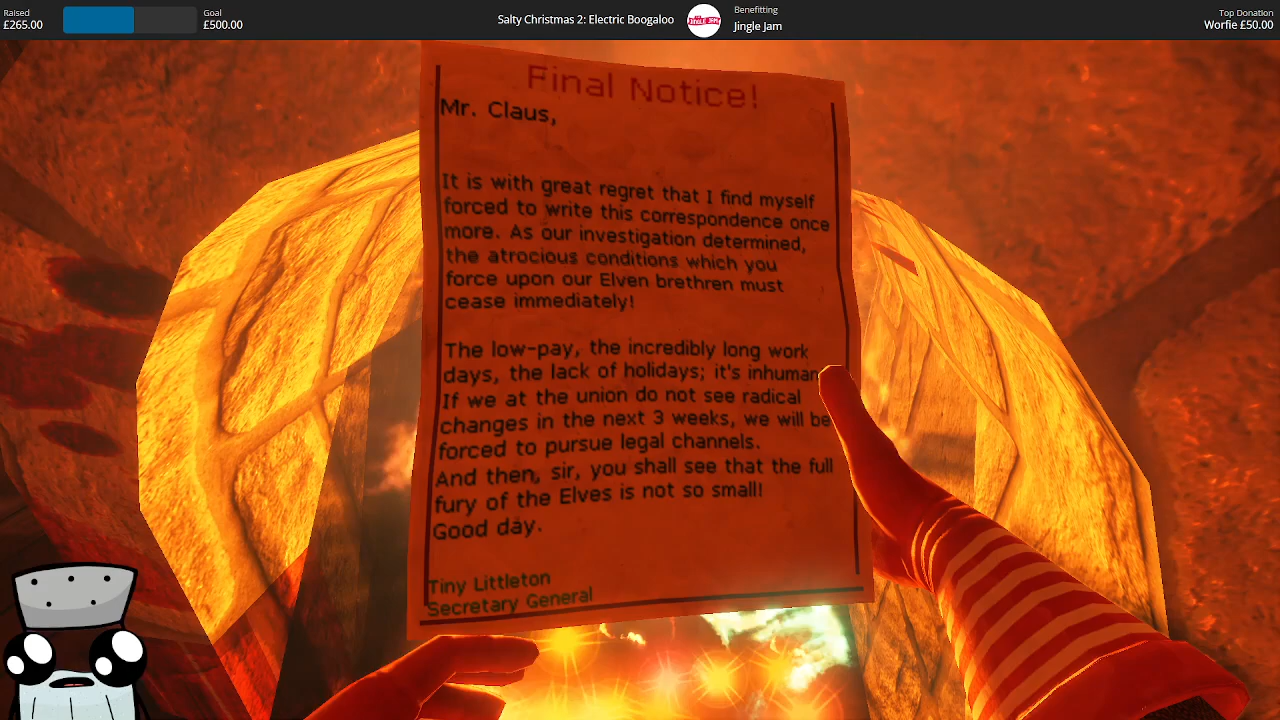 Raised
£265.00
Goal
£500.00
Salty Christmas 2: Electric Boogaloo
JINGLE JAM
Benefitting
Jingle Jam
Top Donation
Worfie £50.00
Final Notice!
Mr. Claus,
It is with great regret that I find myself
forced to write this correspondence once
more. As our investigation determined,
the atrocious conditions which you
force upon our Elven brethren must
cease immediately!
The low-pay, the incredibly long work
days, the lack of holidays; it's inhuman
If we at the union do not see radical
changes in the next 3 weeks, we will be
forced to pursue legal channels.
And then, sir, you shall see that the full
fury of the Elves is not so small!
Good day.
Tiny Littleton
Secretary General